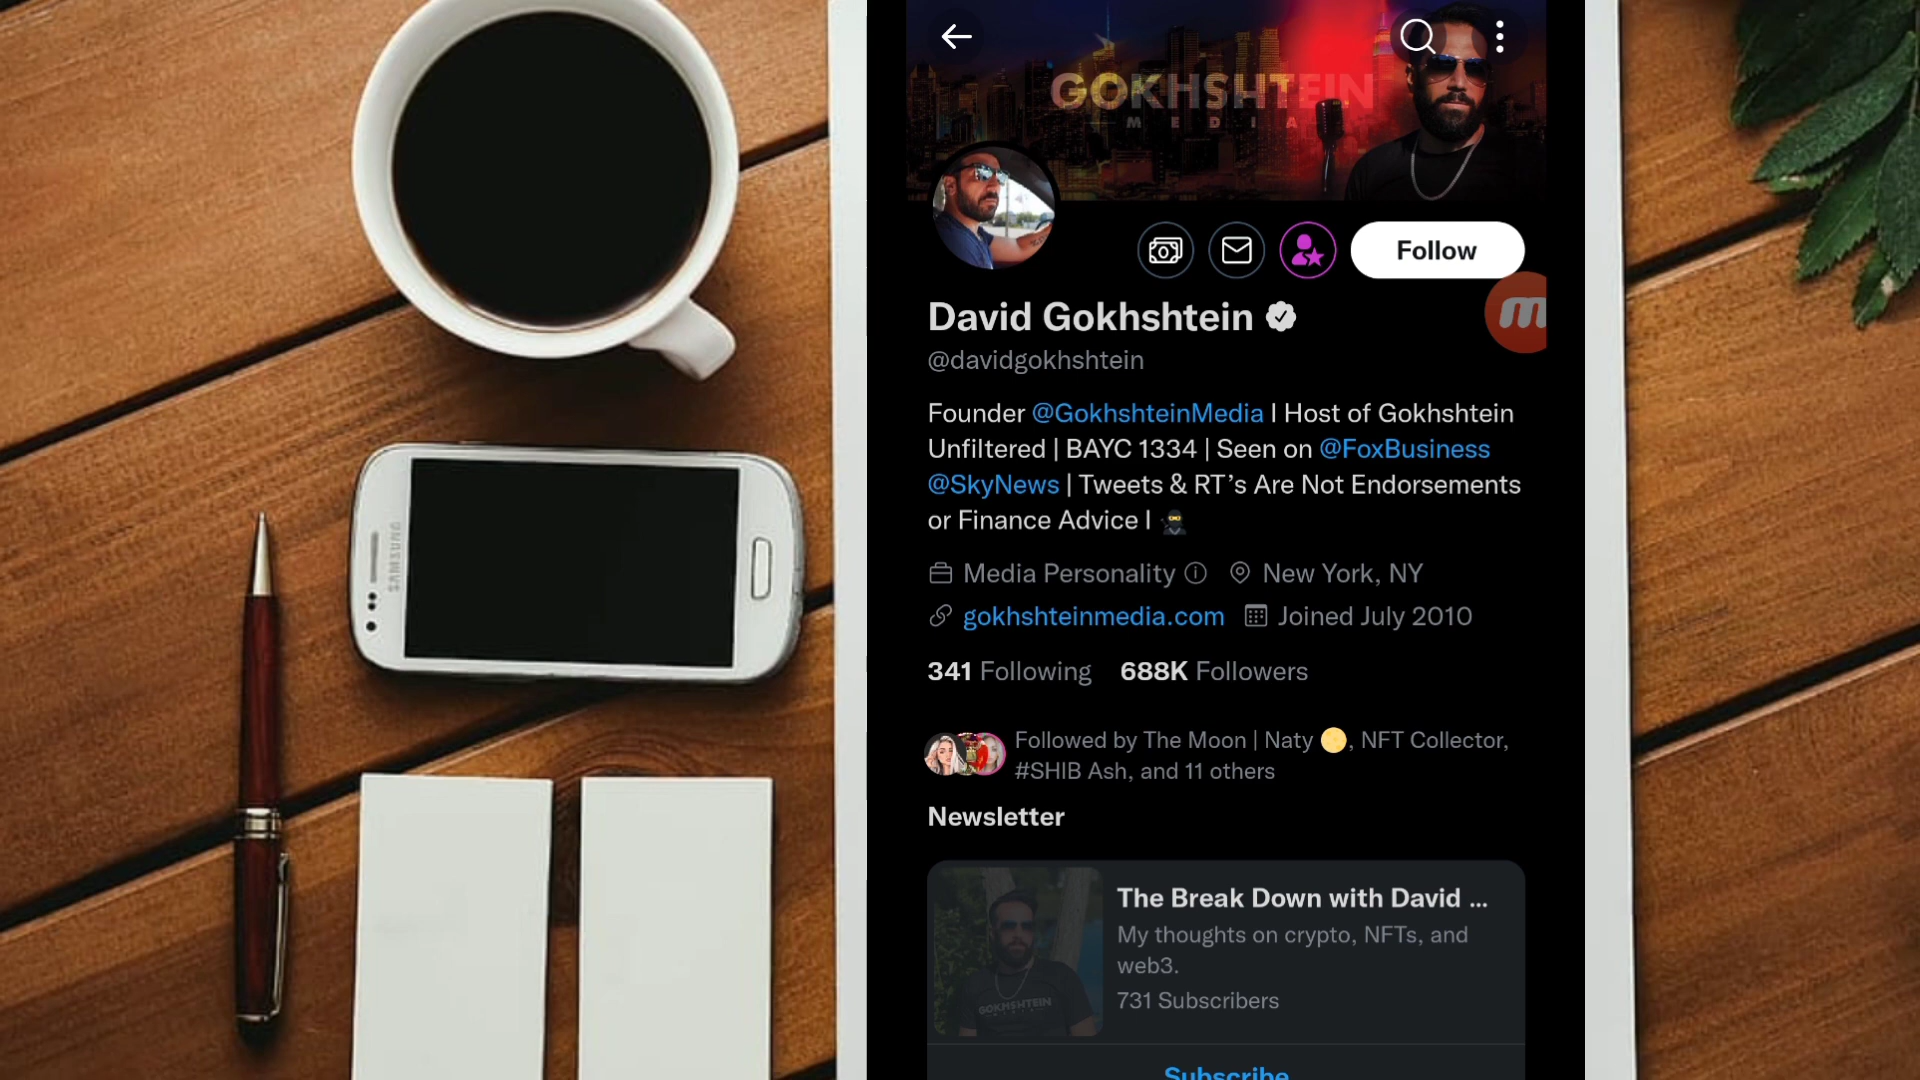 GOKHSHTEIN
MEDIA
Follow
David Gokhshtein
@davidgokhshtein
m
Founder @GokhshteinMedia I Host of Gokhshtein
Unfiltered | BAYC 1334 | Seen on @FoxBusiness
@SkyNews | Tweets & RT’s Are Not Endorsements
or Finance Advice I
Media Personality
New York, NY
gokhshteinmedia.com
Joined July 2010
341 Following 688K Followers
Followed by The Moon | Naty 🌕, NFT Collector,
#SHIB Ash, and 11 others
Newsletter
The Break Down with David ...
My thoughts on crypto, NFTs, and
web3.
731 Subscribers
GOKHSHTEIN
Subscribe
SAMSUNG